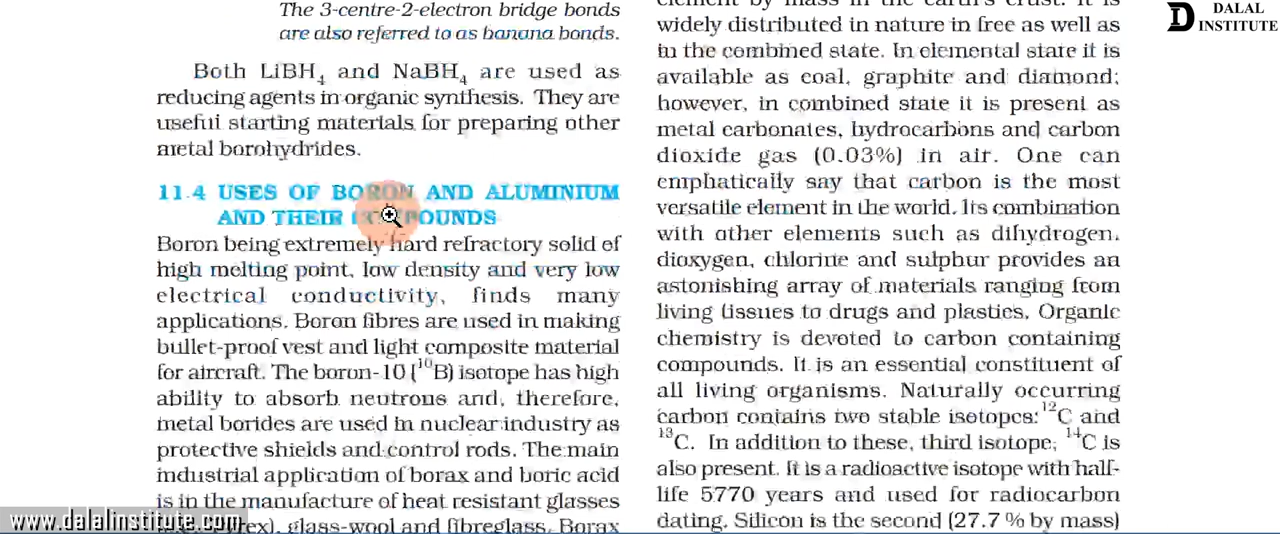 The 3-centre-2-electron bridge bonds
are also referred to as banana bonds.
Both LiBH₄ and NaBH₄ are used as
reducing agents in organic synthesis. They are
useful starting materials for preparing other
metal borohydrides.
11.4 USES OF BORON AND ALUMINIUM
AND THEIR COMPOUNDS
Boron being extremely hard refractory solid of
high melting point, low density and very low
electrical conductivity, finds many
applications. Boron fibres are used in making
bullet-proof vest and light composite material
for aircraft. The boron-10 (¹⁰B) isotope has high
ability to absorb neutrons and, therefore,
metal borides are used in nuclear industry as
protective shields and control rods. The main
industrial application of borax and boric acid
is in the manufacture of heat resistant glasses
rex), glass-wool and fibreglass. Borax
element by mass in the earth's crust. It is
widely distributed in nature in free as well as
in the combined state. In elemental state it is
available as coal, graphite and diamond;
however, in combined state it is present as
metal carbonates, hydrocarbons and carbon
dioxide gas (0.03%) in air. One can
emphatically say that carbon is the most
versatile element in the world. Its combination
with other elements such as dihydrogen,
dioxygen, chlorine and sulphur provides an
astonishing array of materials ranging from
living tissues to drugs and plastics. Organic
chemistry is devoted to carbon containing
compounds. It is an essential constituent of
all living organisms. Naturally occurring
carbon contains two stable isotopes: ¹²C and
¹³C. In addition to these, third isotope, ¹⁴C is
also present. It is a radioactive isotope with half-
life 5770 years and used for radiocarbon
dating. Silicon is the second (27.7 % by mass)
DALAL
INSTITUTE
www.dalalinstitute.com